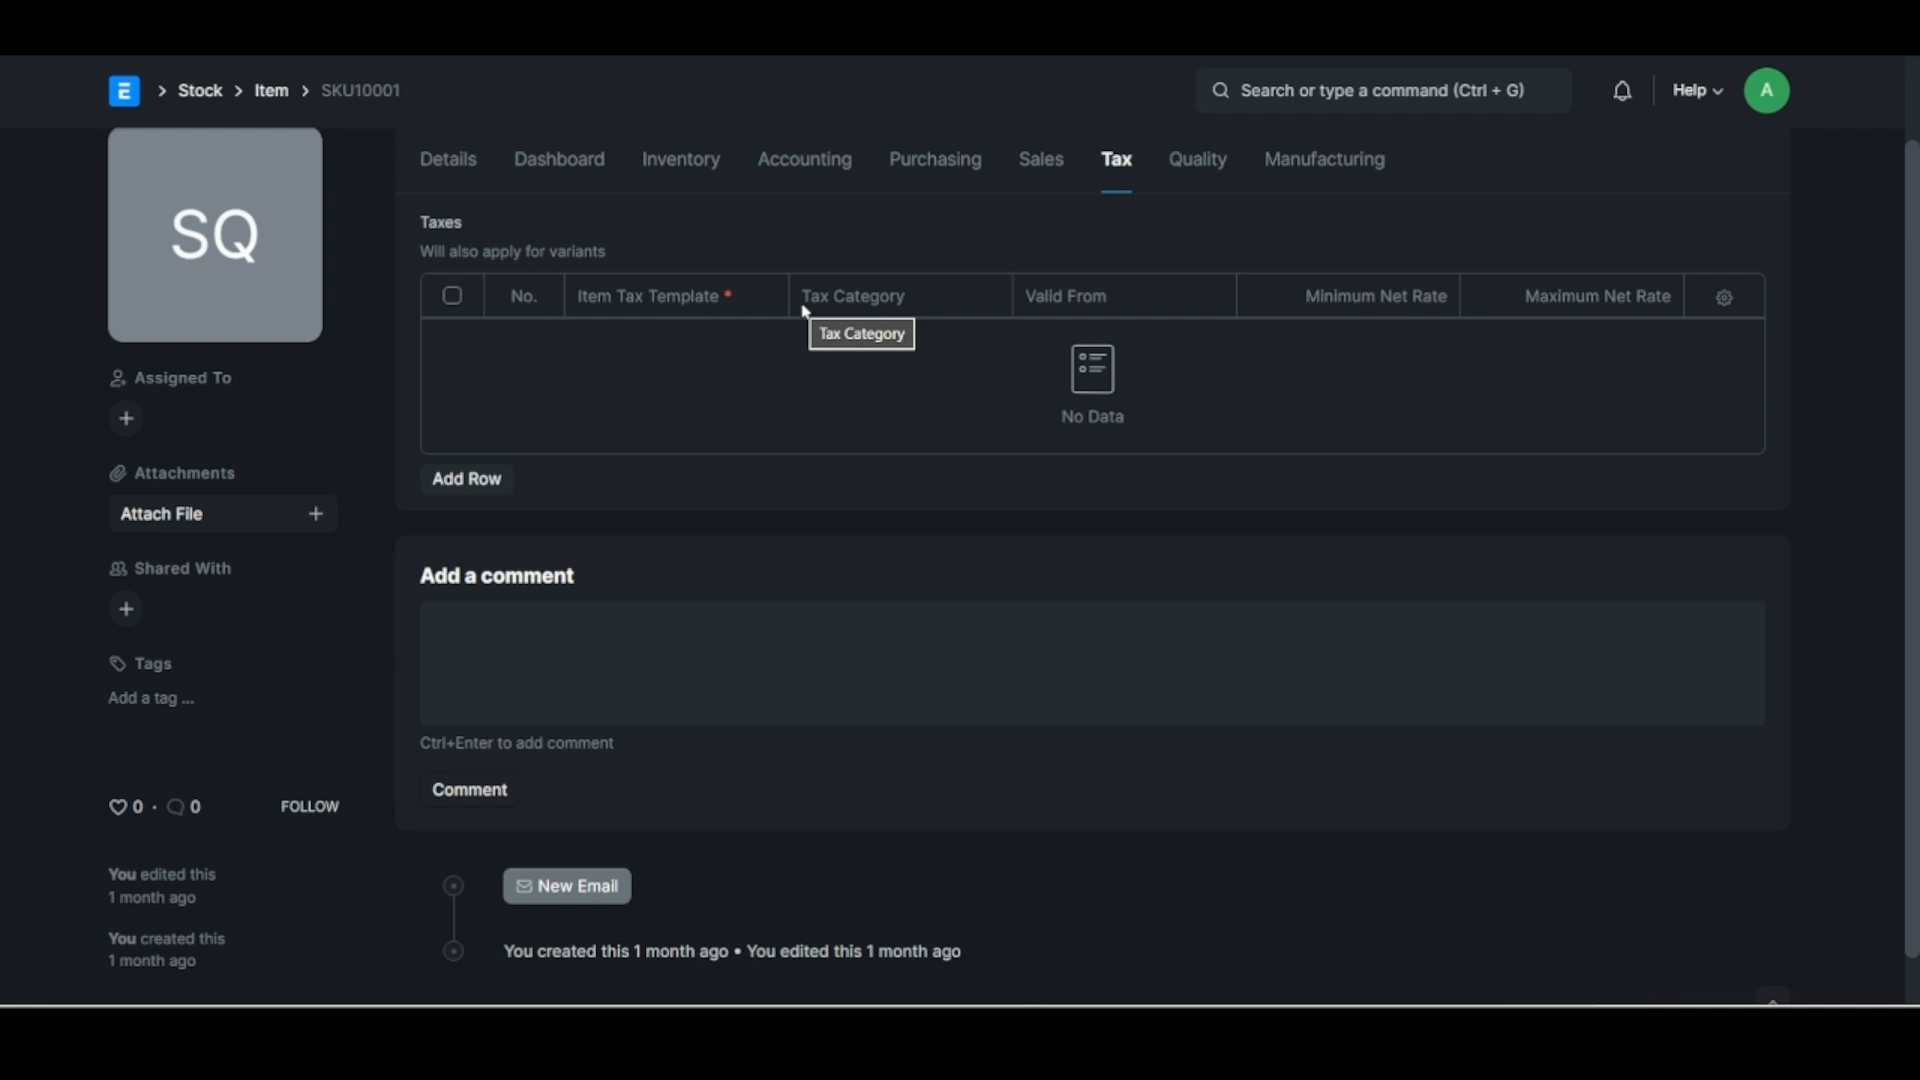 E > Stock > Item > SKU10001
Search or type a command (Ctrl + G)
Help
A
SQ
Details Dashboard Inventory Accounting Purchasing Sales Tax Quality Manufacturing
Taxes
Will also apply for variants
No. Item Tax Template * Tax Category Valid From Minimum Net Rate Maximum Net Rate
Tax Category
No Data
Add Row
Assigned To
+
Attachments
Attach File +
Shared With
+
Tags
Add a tag ...
0 · 0 FOLLOW
You edited this
1 month ago
You created this
1 month ago
Add a comment
Ctrl+Enter to add comment
Comment
New Email
You created this 1 month ago • You edited this 1 month ago